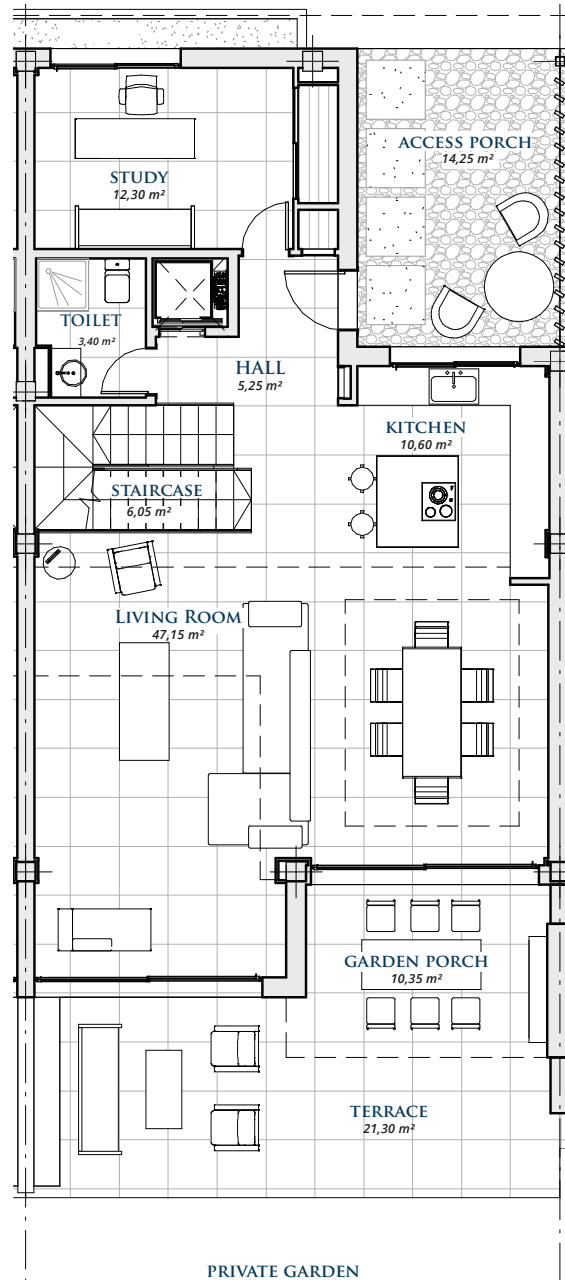 ACCESS PORCH
14,25 m²
STUDY
12,30 m²
TOILET
3,40 m²
HALL
5,25 m²
KITCHEN
10,60 m²
STAIRCASE
6,05 m²
LIVING ROOM
47,15 m²
GARDEN PORCH
10,35 m²
TERRACE
21,30 m²
PRIVATE GARDEN